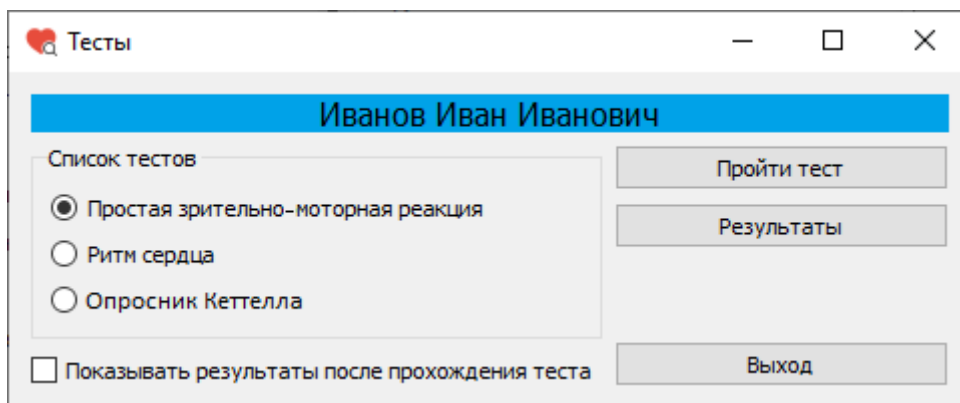 Тесты
Иванов Иван Иванович
Список тестов
Простая зрительно-моторная реакция
Ритм сердца
Опросник Кеттелла
Показывать результаты после прохождения теста
Пройти тест
Результаты
Выход